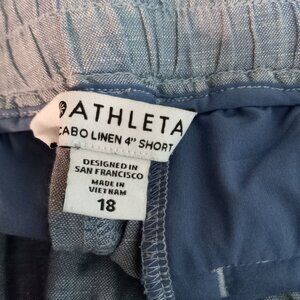 ATHLETA
CABO LINEN 4" SHORT
DESIGNED IN
SAN FRANCISCO
MADE IN
VIETNAM
18